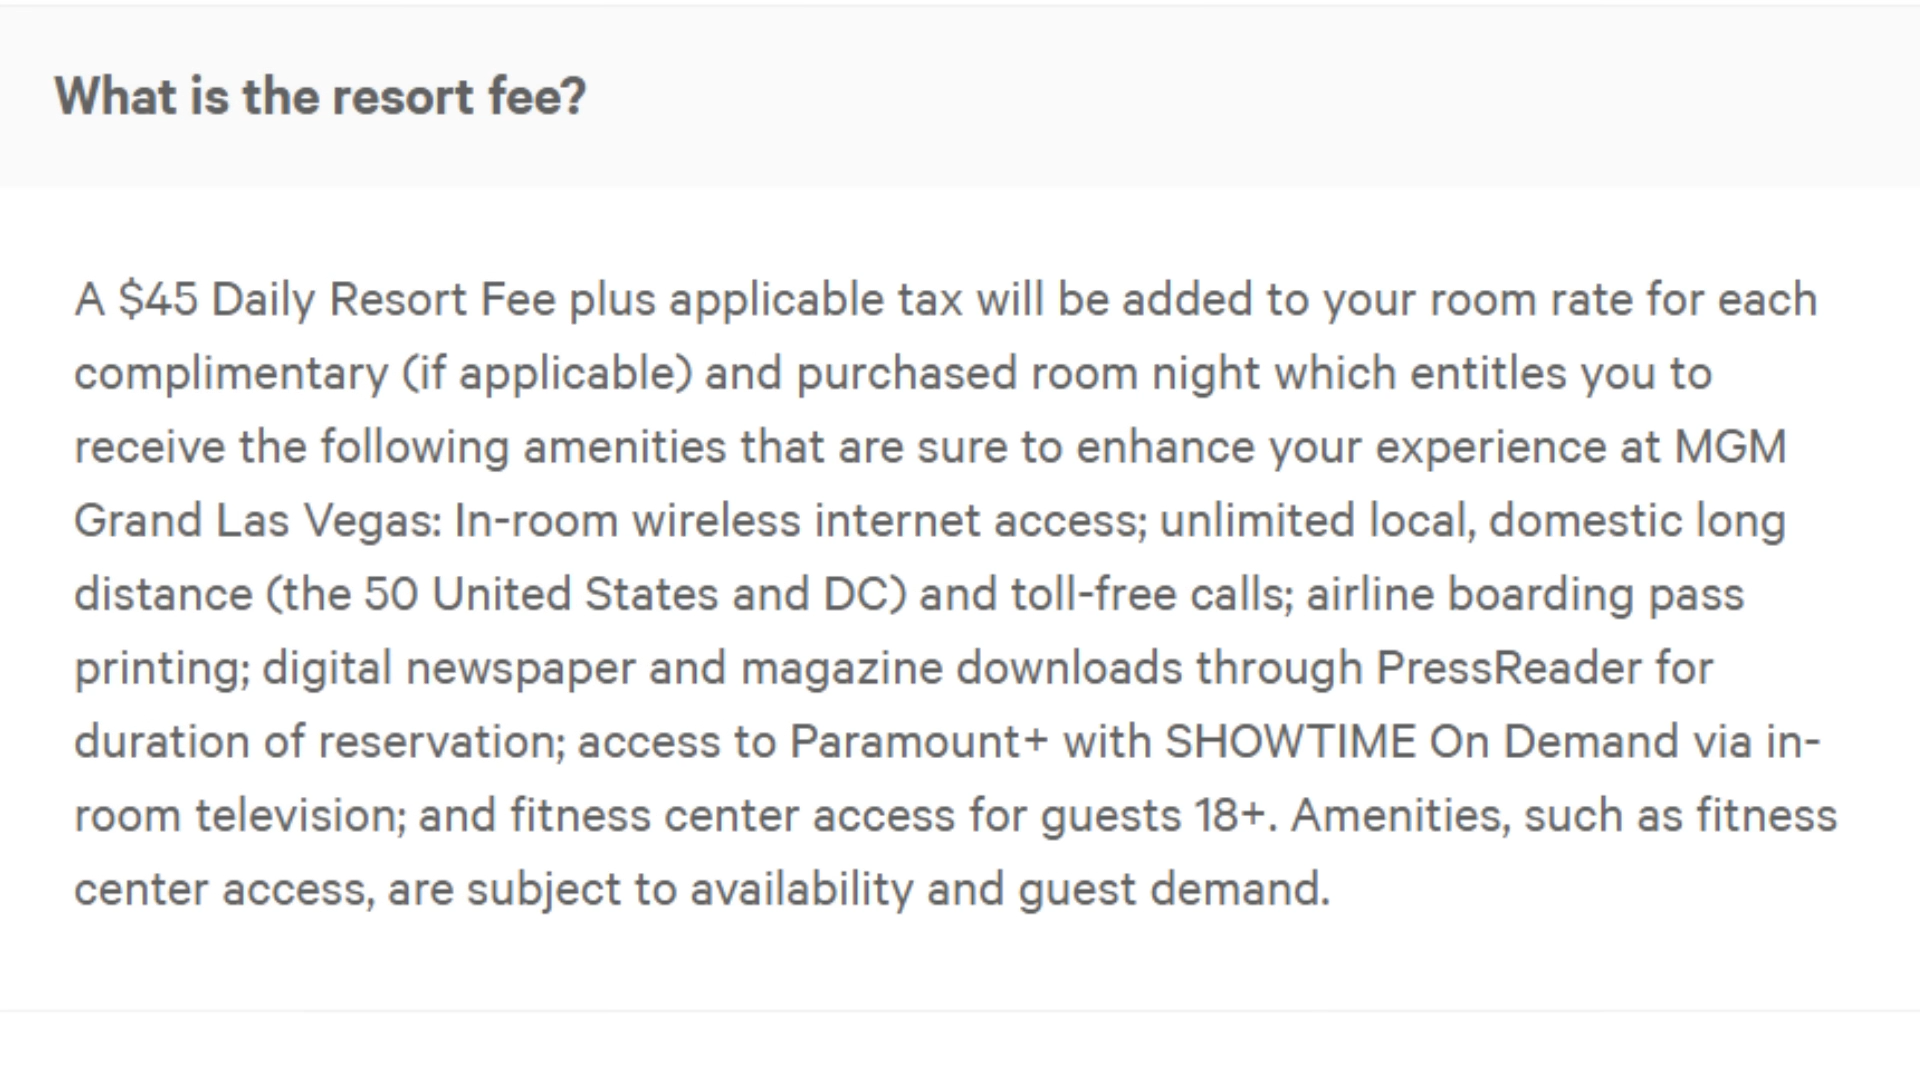 What is the resort fee?
A $45 Daily Resort Fee plus applicable tax will be added to your room rate for each
complimentary (if applicable) and purchased room night which entitles you to
receive the following amenities that are sure to enhance your experience at MGM
Grand Las Vegas: In-room wireless internet access; unlimited local, domestic long
distance (the 50 United States and DC) and toll-free calls; airline boarding pass
printing; digital newspaper and magazine downloads through PressReader for
duration of reservation; access to Paramount+ with SHOWTIME On Demand via in-
room television; and fitness center access for guests 18+. Amenities, such as fitness
center access, are subject to availability and guest demand.